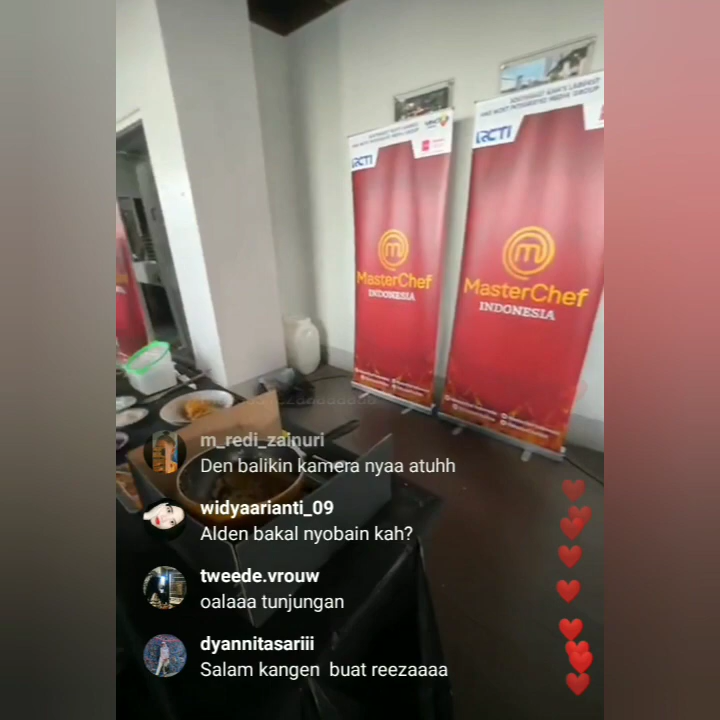 RCTI
MasterChef
INDONESIA
RCTI
MasterChef
INDONESIA
m_redi_zainuri
Den balikin kamera nyaa atuhh
widyaarianti_09
Alden bakal nyobain kah?
tweede.vrouw
oalaaa tunjungan
dyannitasariii
Salam kangen buat reezaaaa